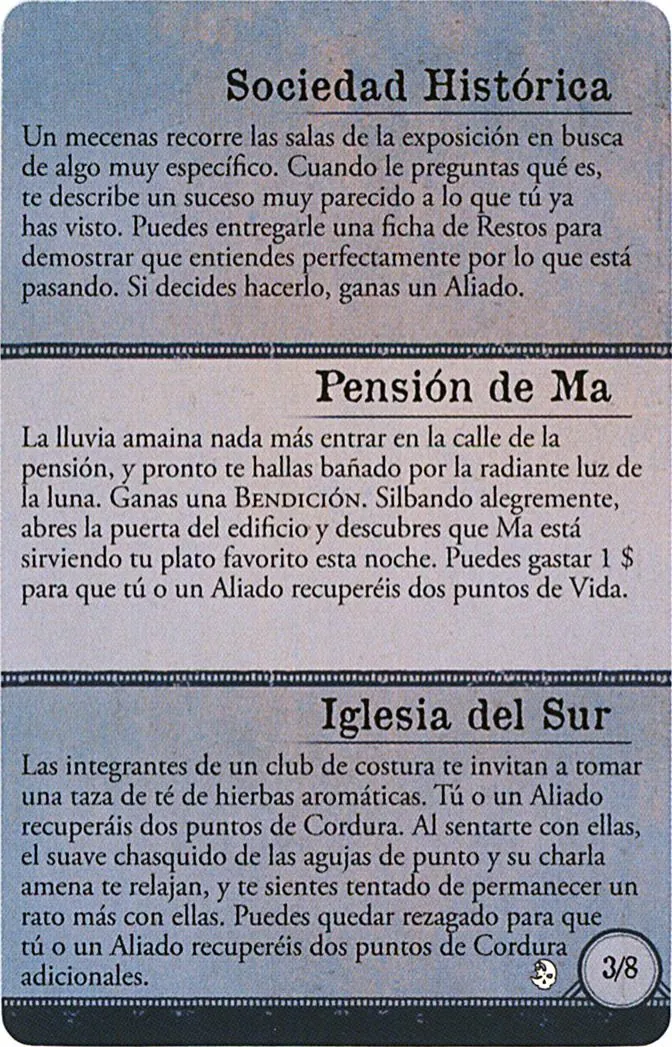 Sociedad Histórica
Un mecenas recorre las salas de la exposición en busca
de algo muy específico. Cuando le preguntas qué es,
te describe un suceso muy parecido a lo que tú ya
has visto. Puedes entregarle una ficha de Restos para
demostrar que entiendes perfectamente por lo que está
pasando. Si decides hacerlo, ganas un Aliado.
Pensión de Ma
La lluvia amaina nada más entrar en la calle de la
pensión, y pronto te hallas bañado por la radiante luz de
la luna. Ganas una BENDICIÓN. Silbando alegremente,
abres la puerta del edificio y descubres que Ma está
sirviendo tu plato favorito esta noche. Puedes gastar 1 $
para que tú o un Aliado recuperéis dos puntos de Vida.
Iglesia del Sur
Las integrantes de un club de costura te invitan a tomar
una taza de té de hierbas aromáticas. Tú o un Aliado
recuperáis dos puntos de Cordura. Al sentarte con ellas,
el suave chasquido de las agujas de punto y su charla
amena te relajan, y te sientes tentado de permanecer un
rato más con ellas. Puedes quedar rezagado para que
tú o un Aliado recuperéis dos puntos de Cordura
adicionales.
3/8